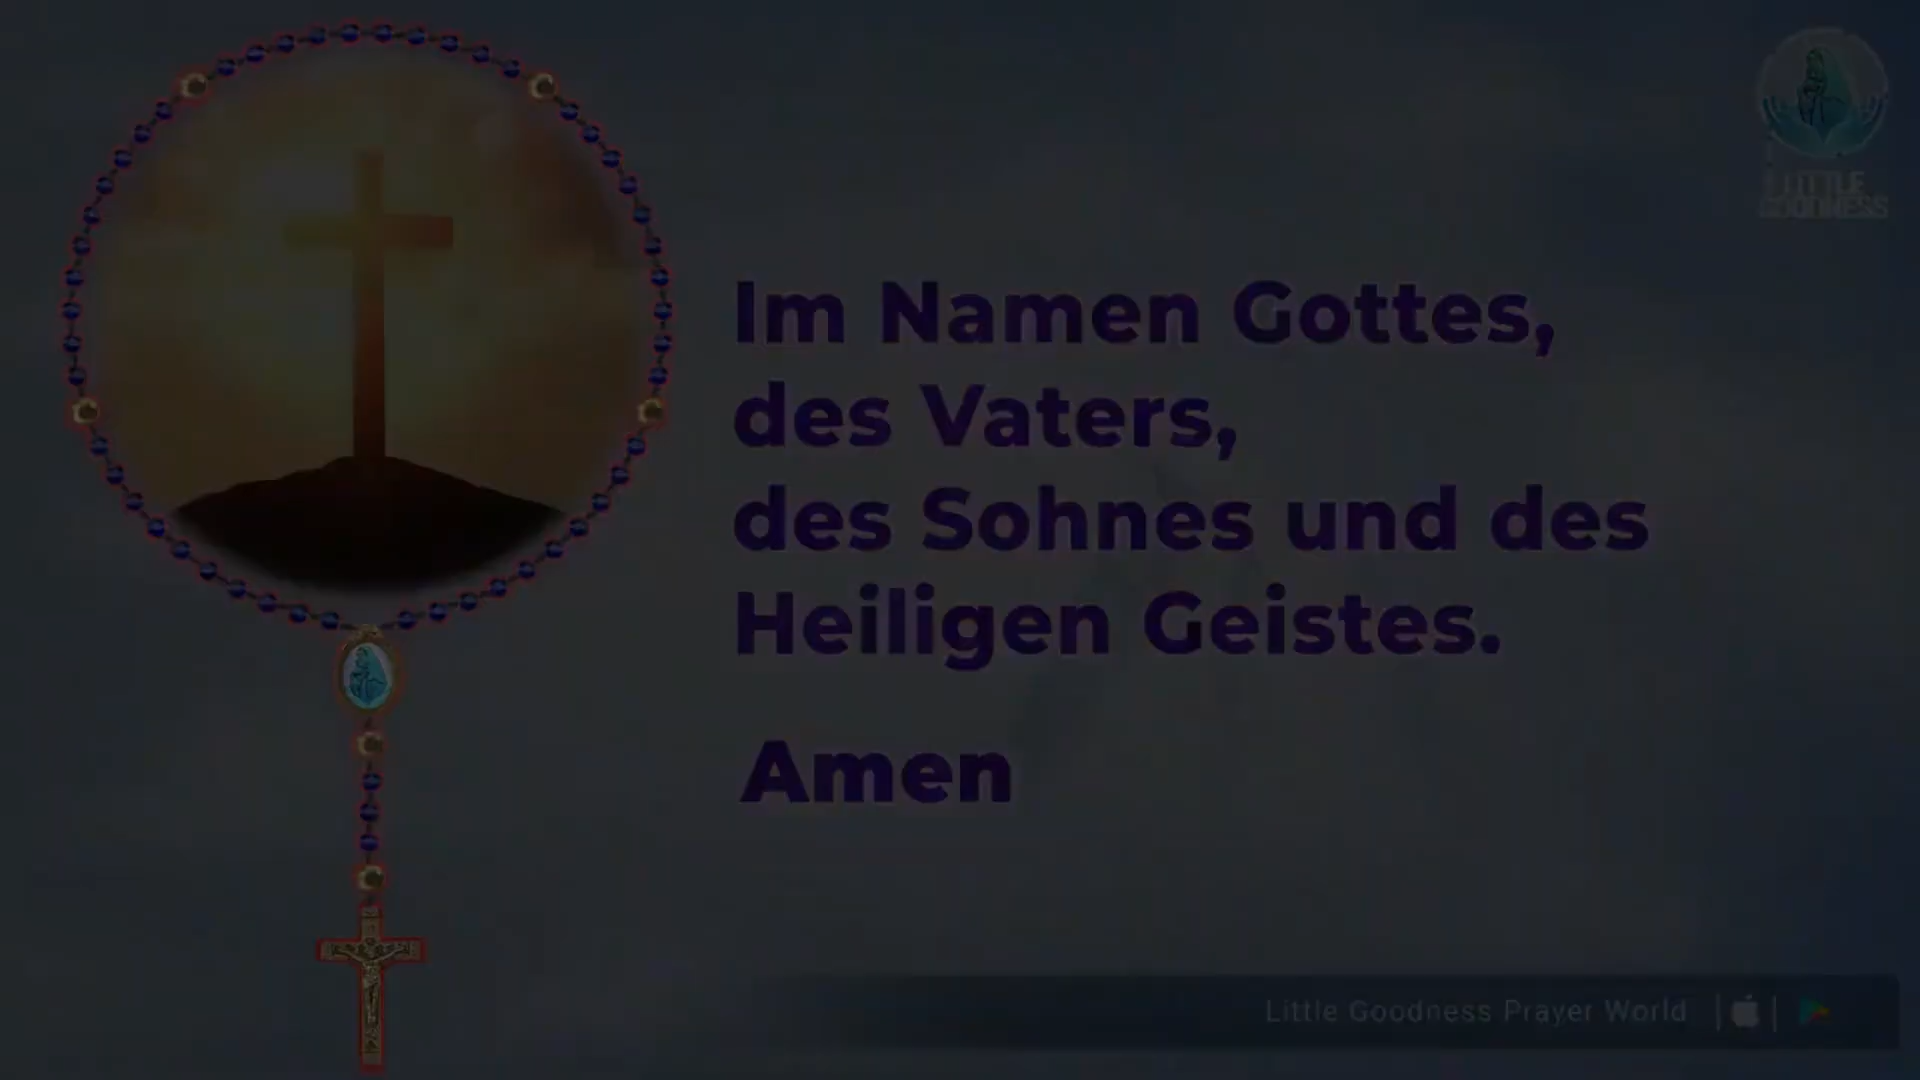 LITTLE
GOODNESS
Im Namen Gottes,
des Vaters,
des Sohnes und des
Heiligen Geistes.
Amen
Little Goodness Prayer World